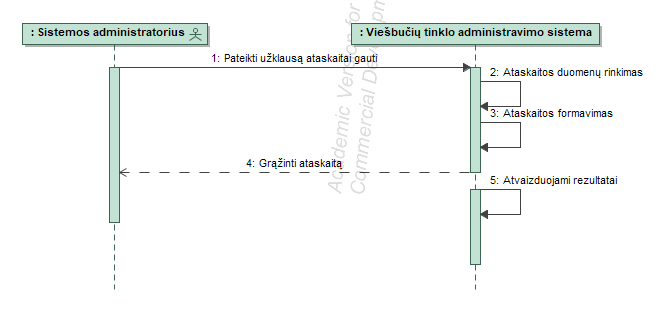 : Sistemos administratorius
: Viešbučių tinklo administravimo sistema
1: Pateikti užklausą ataskaitai gauti
2: Ataskaitos duomenų rinkimas
3: Ataskaitos formavimas
4: Grąžinti ataskaitą
5: Atvaizduojami rezultatai
Academic Version for
Commercial Developm